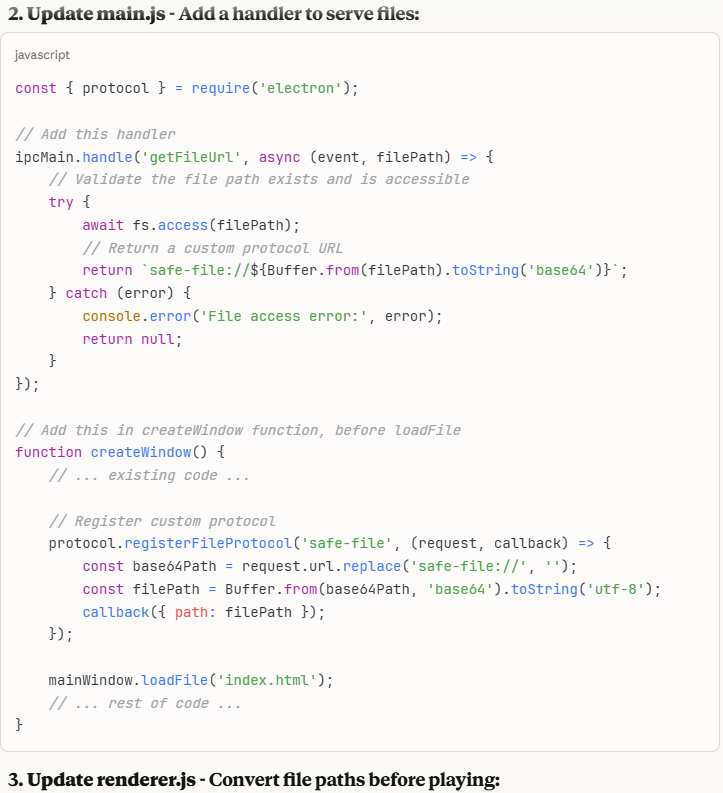 2. Update main.js - Add a handler to serve files:
javascript
const { protocol } = require('electron');
// Add this handler
ipcMain.handle('getFileUrl', async (event, filePath) => {
    // Validate the file path exists and is accessible
    try {
        await fs.access(filePath);
        // Return a custom protocol URL
        return `safe-file://${Buffer.from(filePath).toString('base64')}`;
    } catch (error) {
        console.error('File access error:', error);
        return null;
    }
});
// Add this in createWindow function, before loadFile
function createWindow() {
    // ... existing code ...
    // Register custom protocol
    protocol.registerFileProtocol('safe-file', (request, callback) => {
        const base64Path = request.url.replace('safe-file://', '');
        const filePath = Buffer.from(base64Path, 'base64').toString('utf-8');
        callback({ path: filePath });
    });
    mainWindow.loadFile('index.html');
    // ... rest of code ...
}
3. Update renderer.js - Convert file paths before playing: